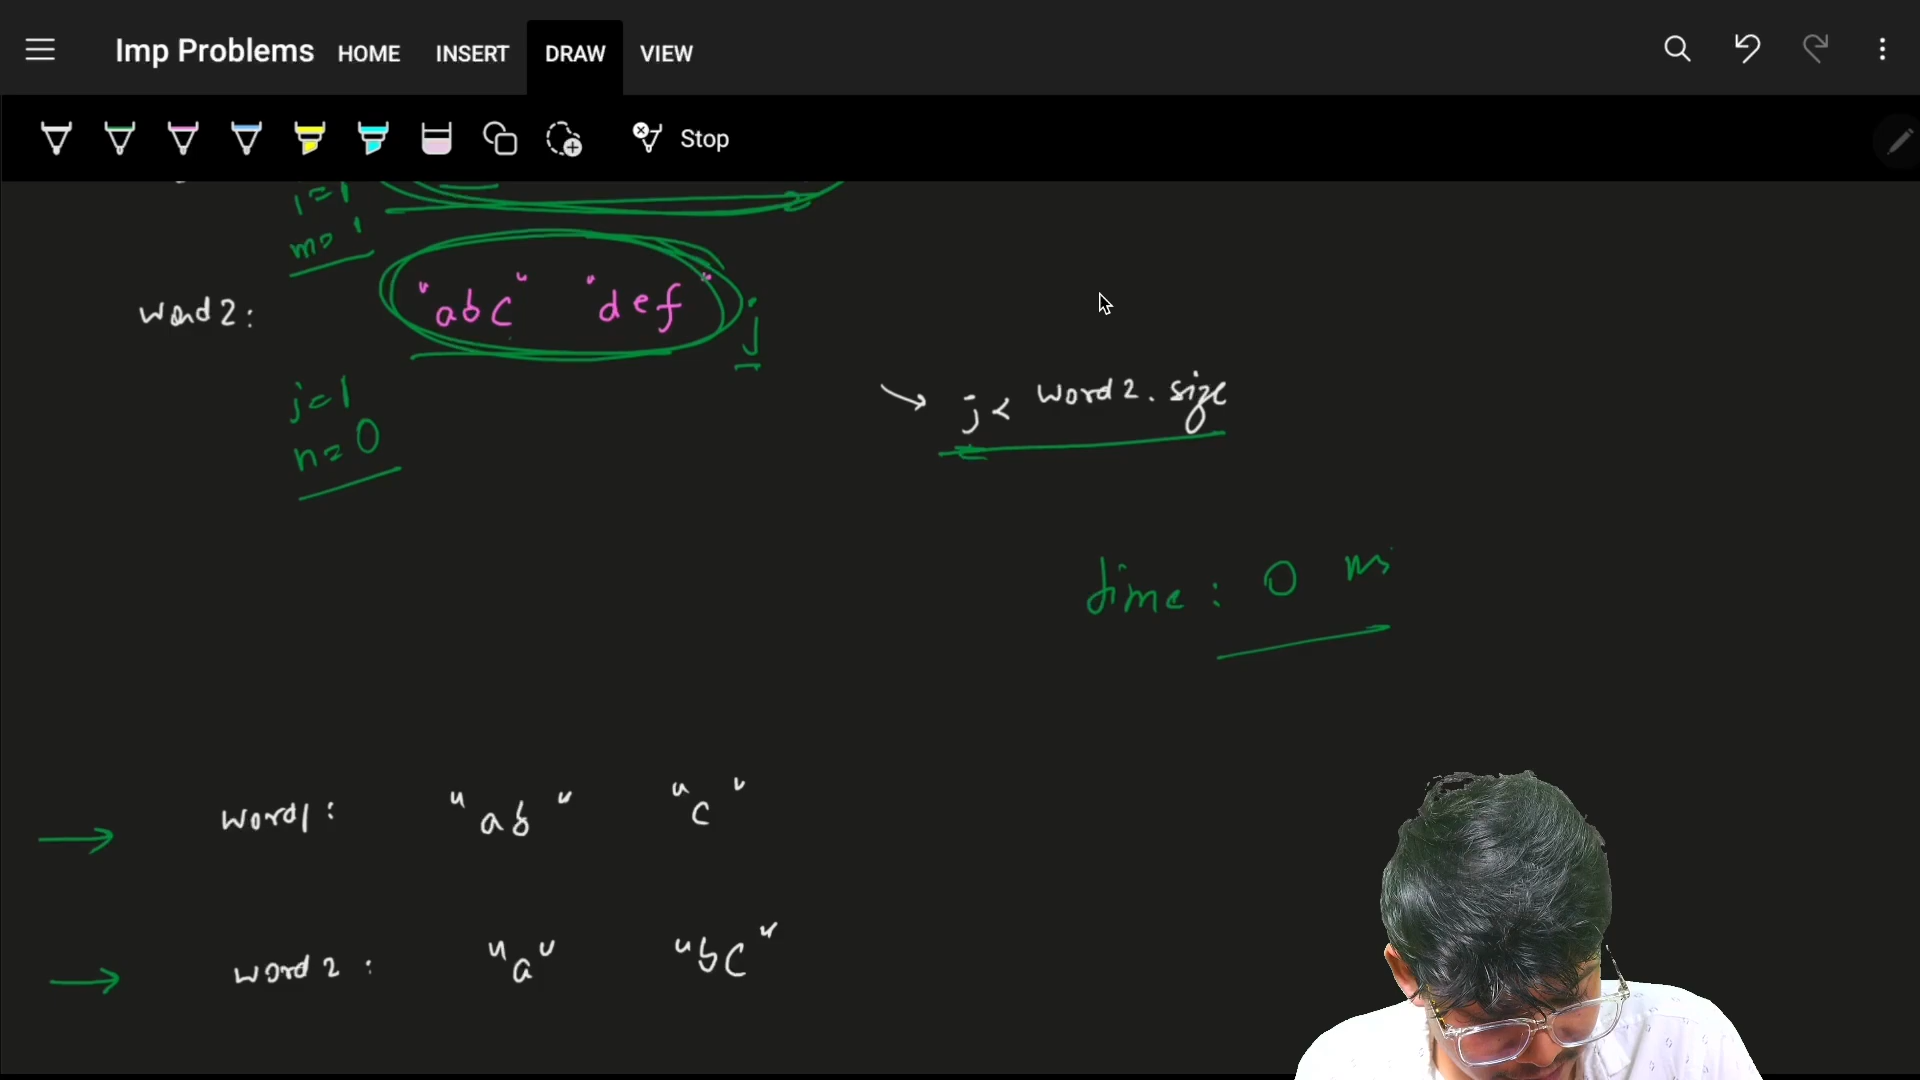 Imp Problems HOME INSERT DRAW VIEW
Stop
i=1
m=1
word2: "abc" "def" j
j=1
n=0
j< word2.size
time: 0 ms
word1: "ab" "c"
word2: "a" "bc"